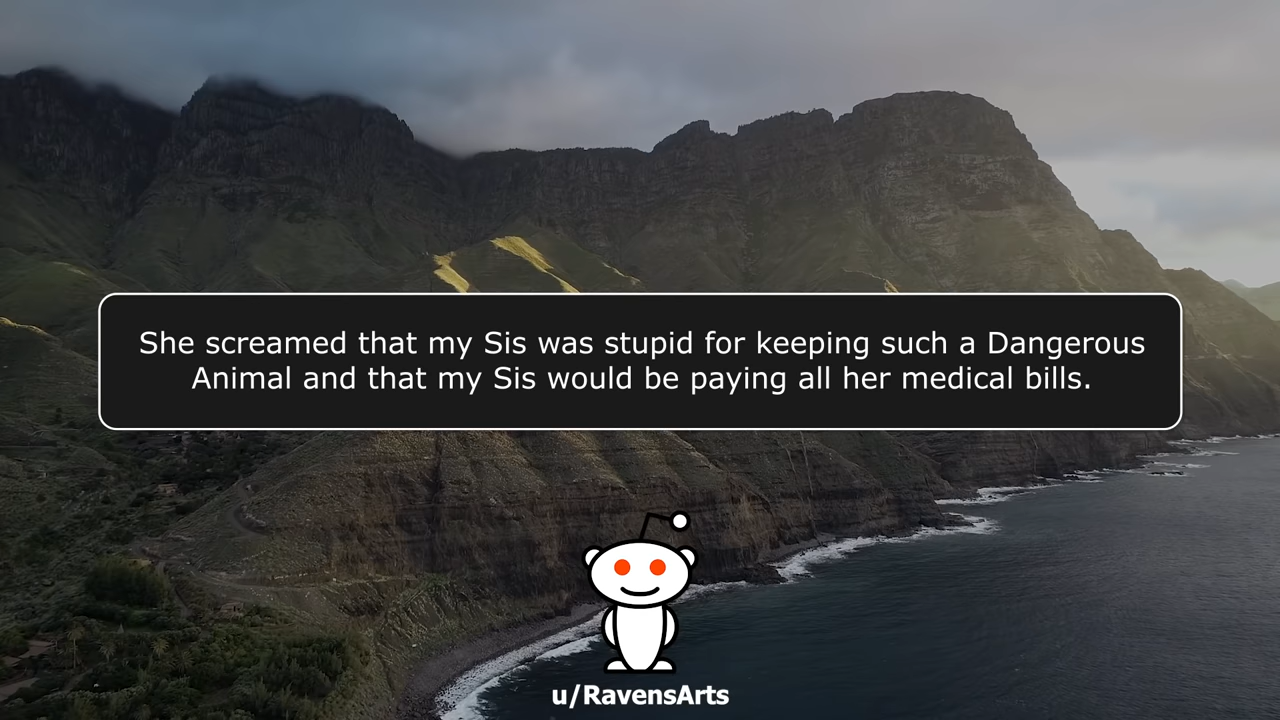 She screamed that my Sis was stupid for keeping such a Dangerous
Animal and that my Sis would be paying all her medical bills.
u/RavensArts